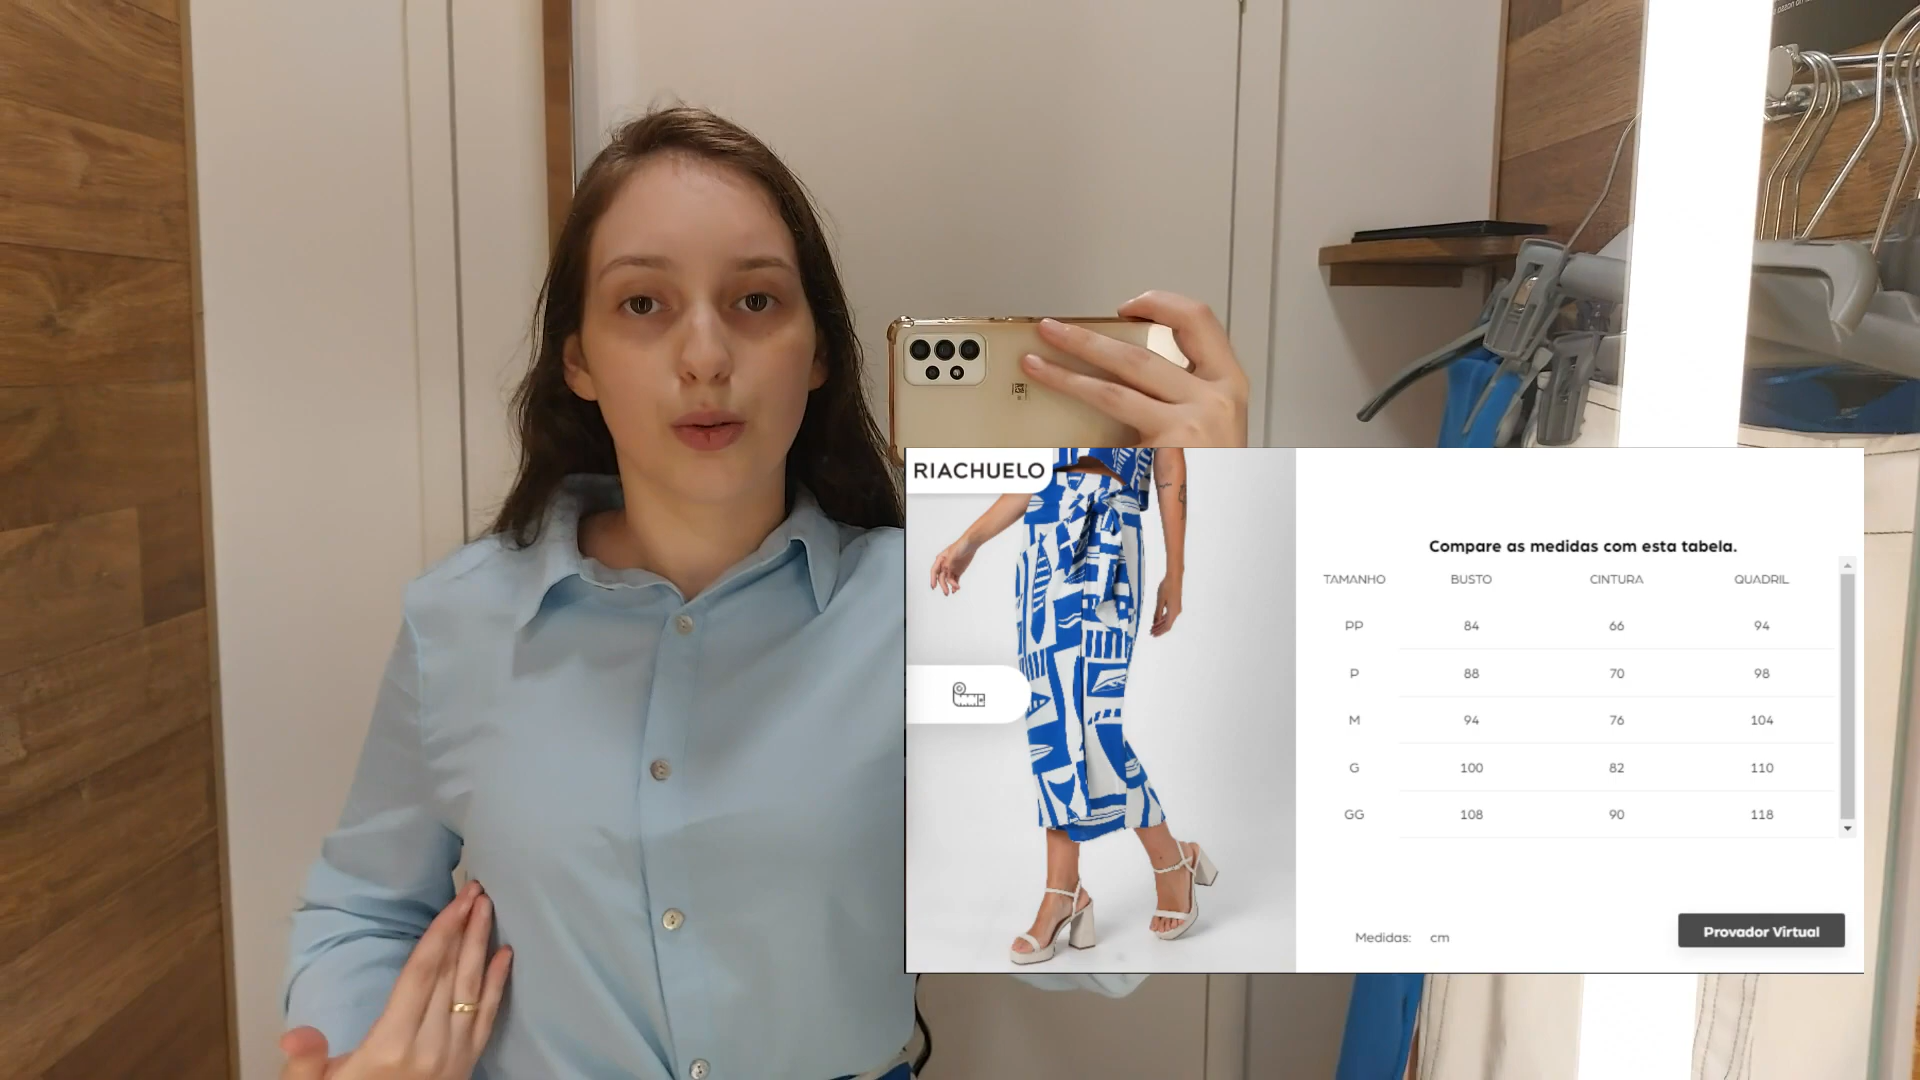 RIACHUELO
Compare as medidas com esta tabela.
TAMANHO BUSTO CINTURA QUADRIL
PP 84 66 94
P 88 70 98
M 94 76 104
G 100 82 110
GG 108 90 118
Medidas: cm
Provador Virtual